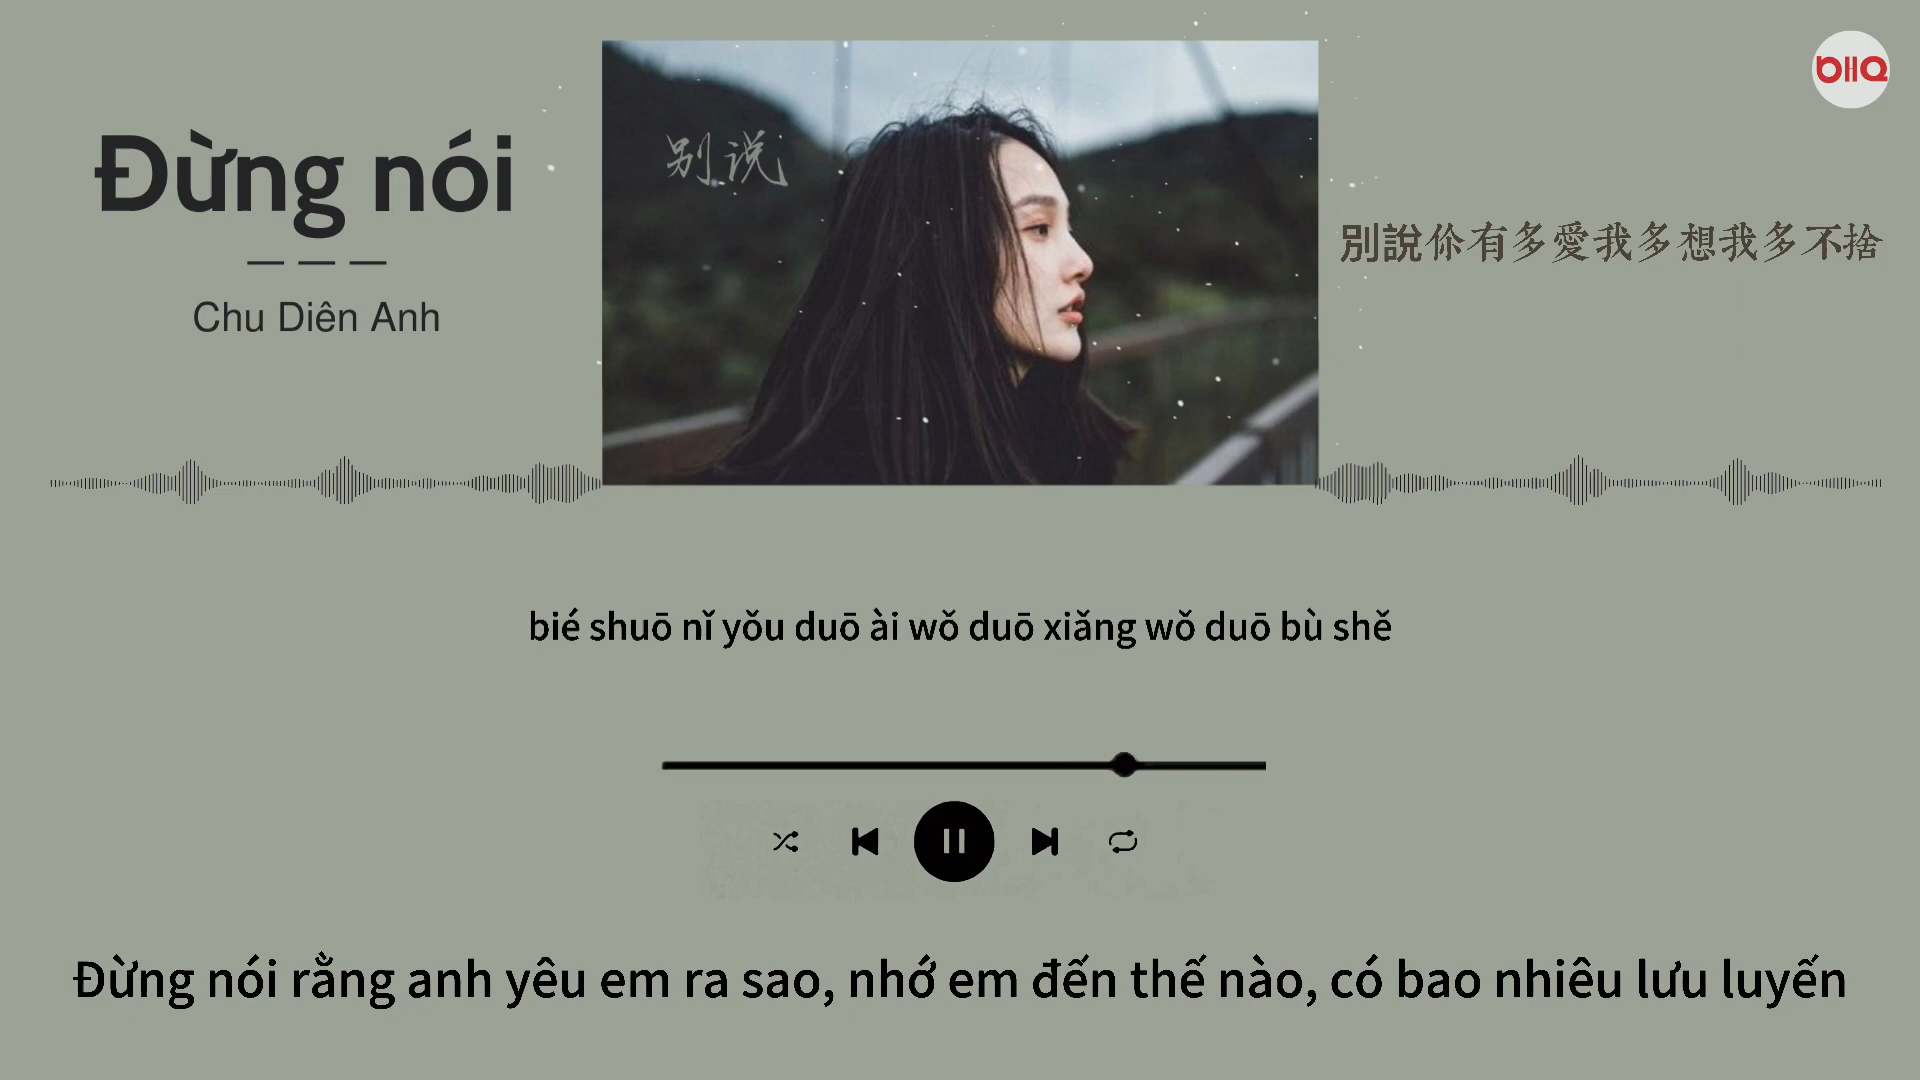 Đừng nói
Chu Diên Anh
别说
別說你有多愛我多想我多不捨
bié shuō nǐ yǒu duō ài wǒ duō xiǎng wǒ duō bù shě
Đừng nói rằng anh yêu em ra sao, nhớ em đến thế nào, có bao nhiêu lưu luyến